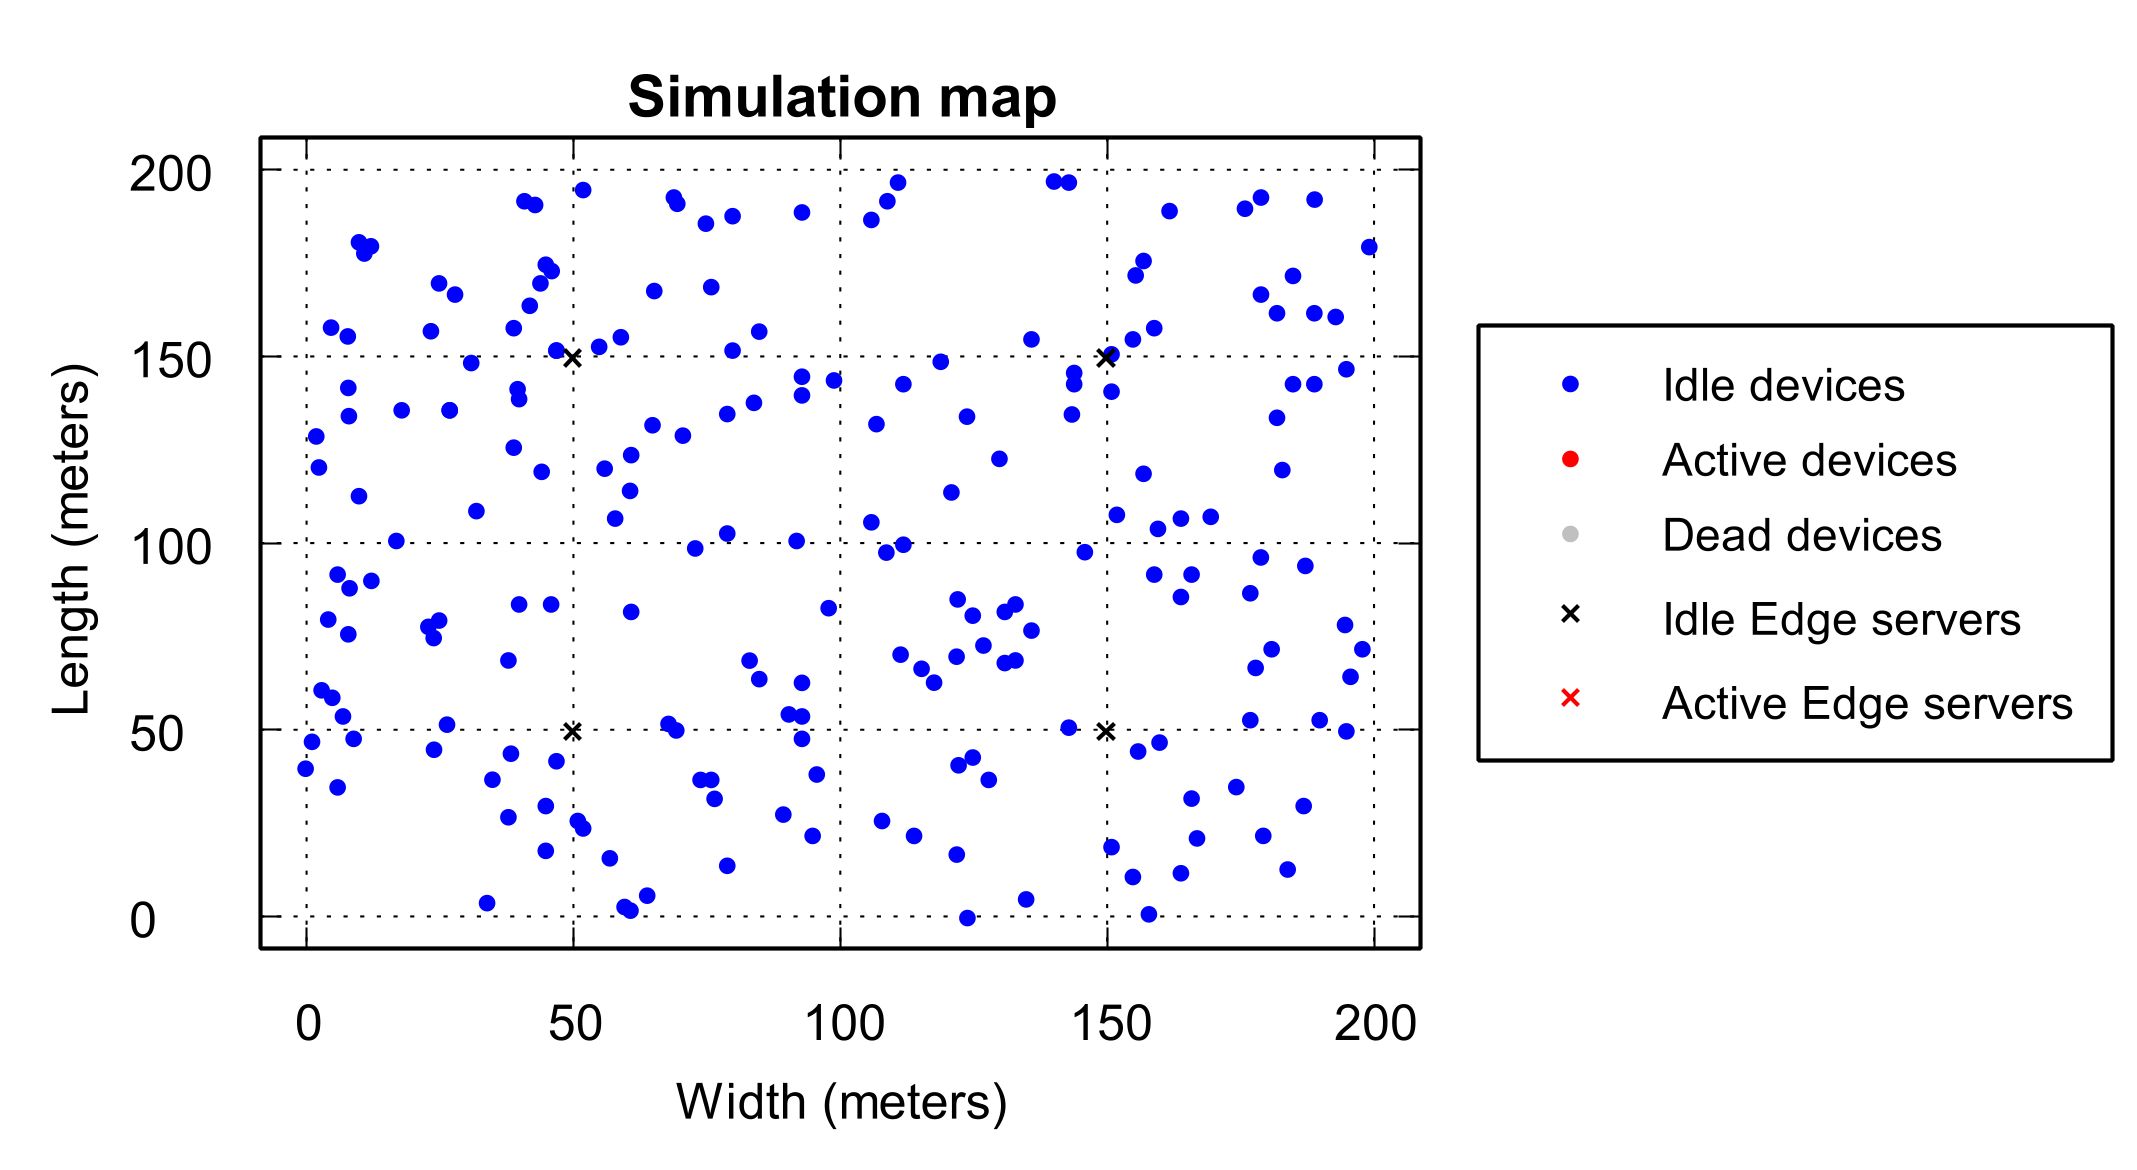 Simulation map
200
150
100
50
0
Length (meters)
0 50 100 150 200
Width (meters)
Idle devices
Active devices
Dead devices
Idle Edge servers
Active Edge servers